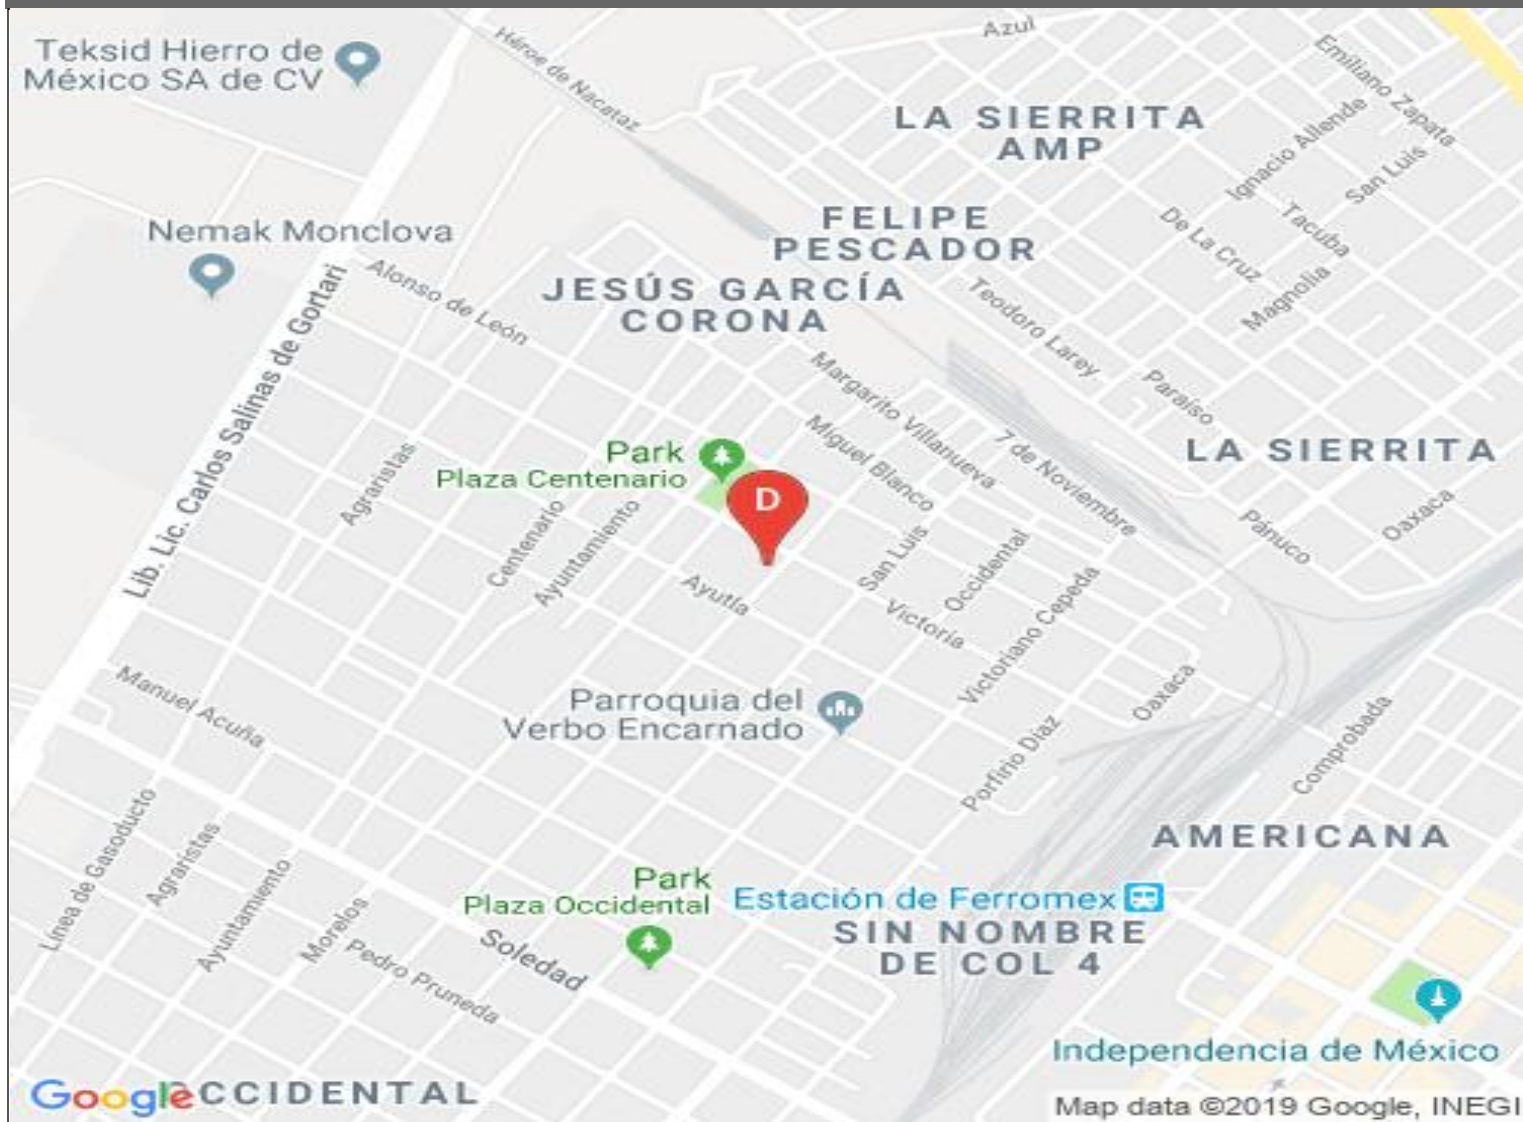 Azul
Teksid Hierro de
México SA de CV
Héroe de Nacataz
Emiliano Zapata
LA SIERRITA
AMP
Ignacio Allende
San Luis
Nemak Monclova
FELIPE
PESCADOR
De La Cruz
Tacuba
Alonso de León
JESÚS GARCÍA
CORONA
Teodoro Larey
Magnolia
Lib. Lic. Carlos Salinas de Gortari
Margarito Villanueva
Paraíso
Miguel Blanco
7 de Noviembre
LA SIERRITA
Park
Plaza Centenario
D
Agraristas
Centenario
Ayuntamiento
San Luis
Occidental
Pánuco
Oaxaca
Ayutla
Victoria
Victoriano Cepeda
Manuel Acuña
Parroquia del
Verbo Encarnado
Oaxaca
Porfirio Díaz
Comprobada
Línea de Gasoducto
Agraristas
Ayuntamiento
AMERICANA
Park
Plaza Occidental
Estación de Ferromex
SIN NOMBRE
DE COL 4
Morelos
Pedro Pruneda
Soledad
Independencia de México
Google
CCIDENTAL
Map data ©2019 Google, INEGI